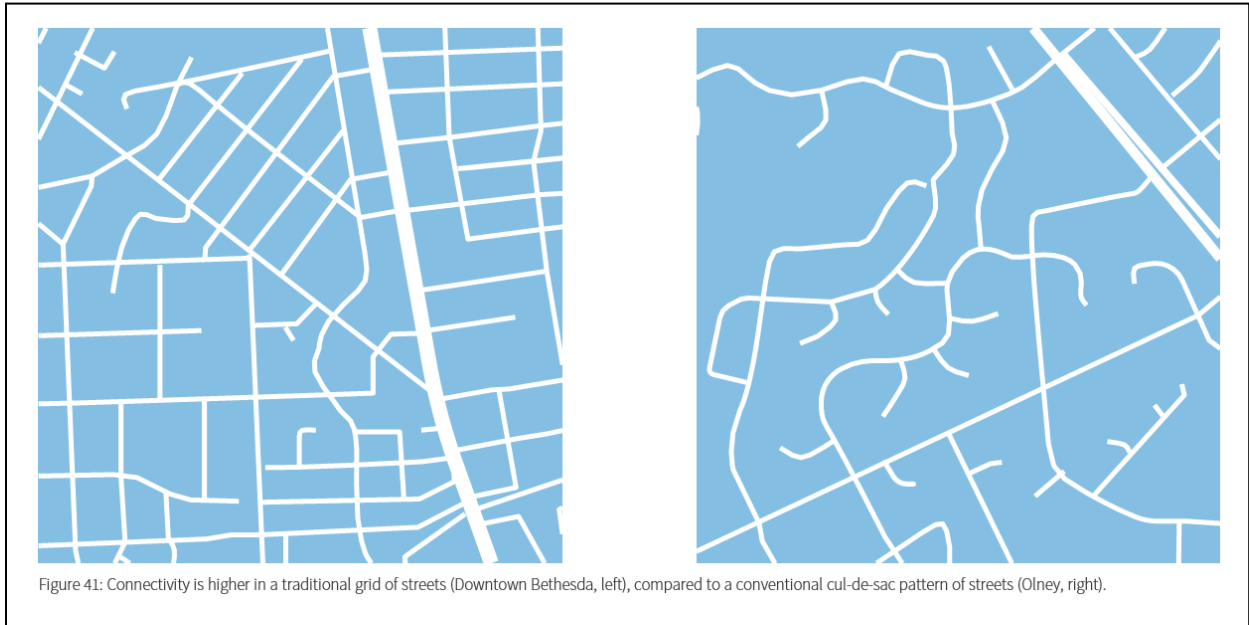 Figure 41: Connectivity is higher in a traditional grid of streets (Downtown Bethesda, left), compared to a conventional cul-de-sac pattern of streets (Olney, right).